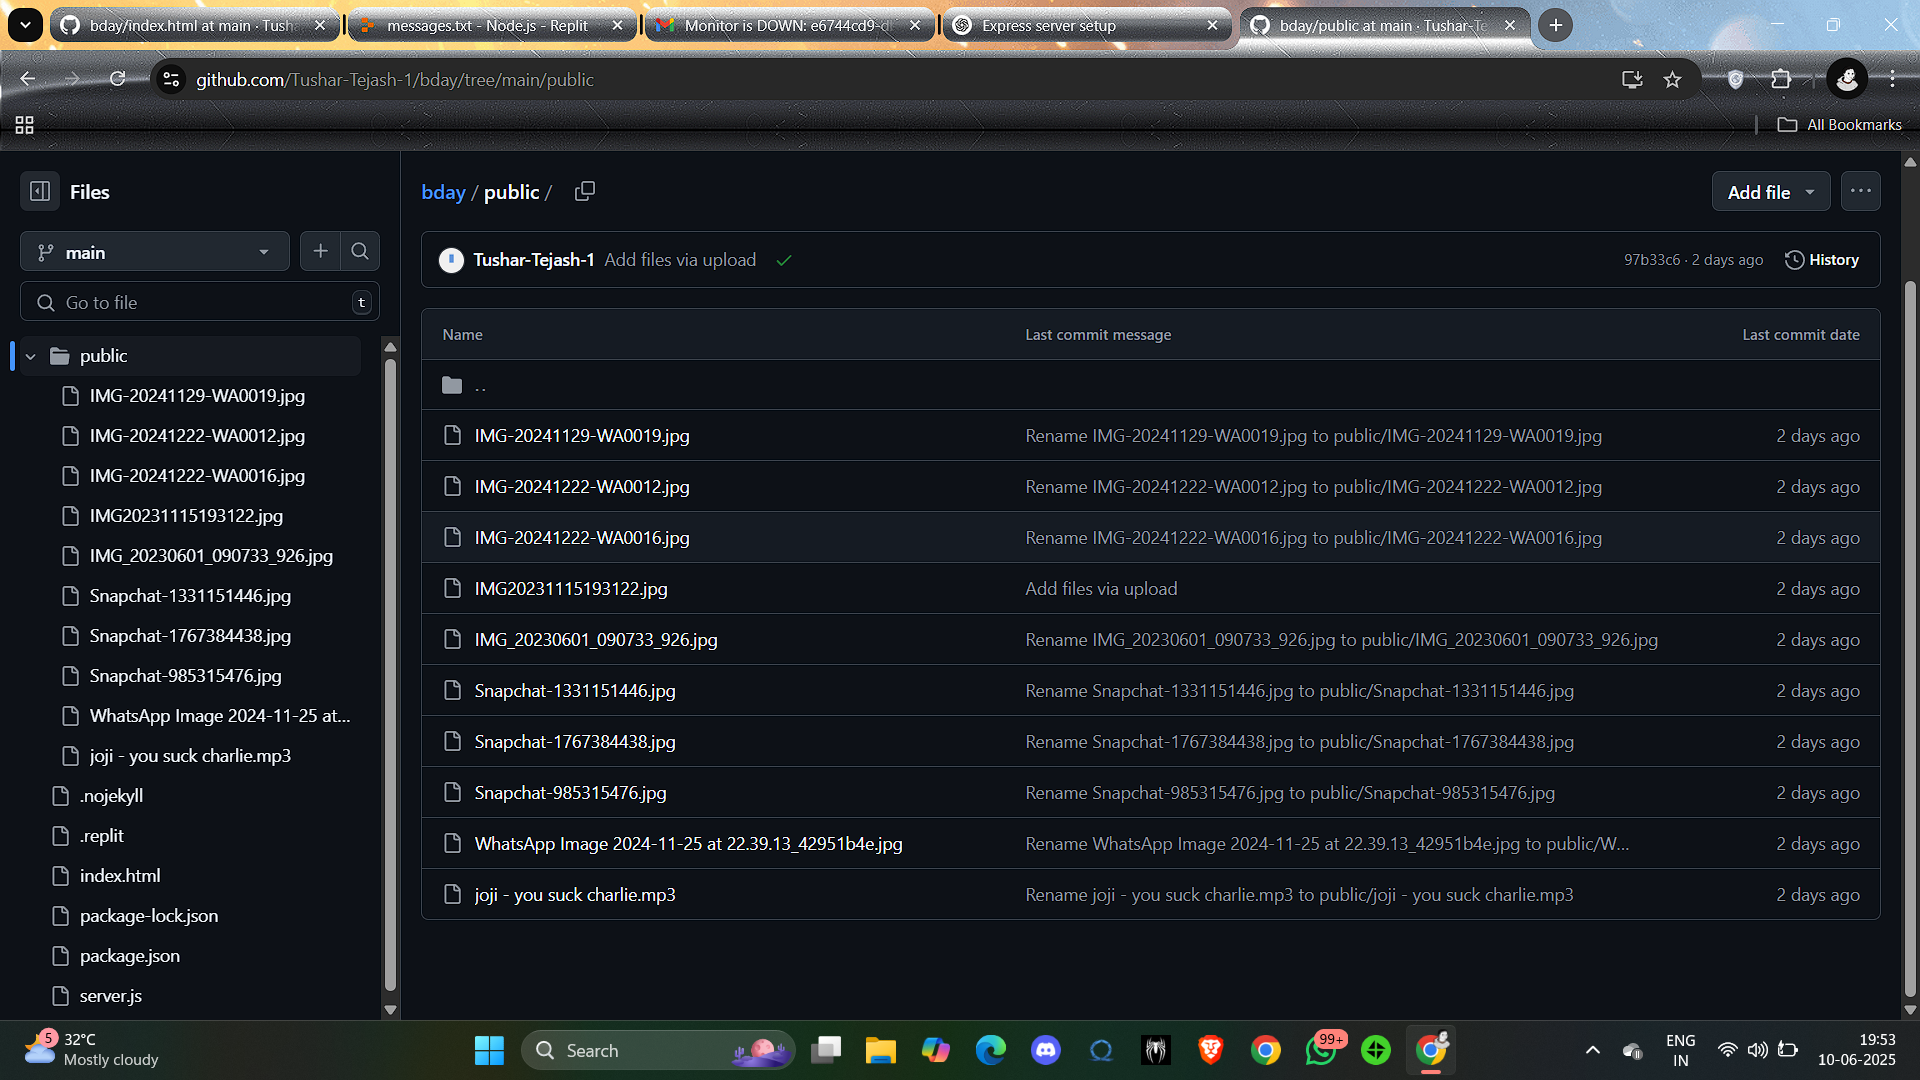 bday/index.html at main · Tush
messages.txt - Node.js - Replit
Monitor is DOWN: e6744cd9-d
Express server setup
bday/public at main · Tushar-Te
github.com/Tushar-Tejash-1/bday/tree/main/public
All Bookmarks
Files
main
Go to file
t
public
IMG-20241129-WA0019.jpg
IMG-20241222-WA0012.jpg
IMG-20241222-WA0016.jpg
IMG20231115193122.jpg
IMG_20230601_090733_926.jpg
Snapchat-1331151446.jpg
Snapchat-1767384438.jpg
Snapchat-985315476.jpg
WhatsApp Image 2024-11-25 at...
joji - you suck charlie.mp3
.nojekyll
.replit
index.html
package-lock.json
package.json
server.js
bday / public /
Add file
Tushar-Tejash-1 Add files via upload
97b33c6 · 2 days ago
History
Name Last commit message Last commit date
..
IMG-20241129-WA0019.jpg Rename IMG-20241129-WA0019.jpg to public/IMG-20241129-WA0019.jpg 2 days ago
IMG-20241222-WA0012.jpg Rename IMG-20241222-WA0012.jpg to public/IMG-20241222-WA0012.jpg 2 days ago
IMG-20241222-WA0016.jpg Rename IMG-20241222-WA0016.jpg to public/IMG-20241222-WA0016.jpg 2 days ago
IMG20231115193122.jpg Add files via upload 2 days ago
IMG_20230601_090733_926.jpg Rename IMG_20230601_090733_926.jpg to public/IMG_20230601_090733_926.jpg 2 days ago
Snapchat-1331151446.jpg Rename Snapchat-1331151446.jpg to public/Snapchat-1331151446.jpg 2 days ago
Snapchat-1767384438.jpg Rename Snapchat-1767384438.jpg to public/Snapchat-1767384438.jpg 2 days ago
Snapchat-985315476.jpg Rename Snapchat-985315476.jpg to public/Snapchat-985315476.jpg 2 days ago
WhatsApp Image 2024-11-25 at 22.39.13_42951b4e.jpg Rename WhatsApp Image 2024-11-25 at 22.39.13_42951b4e.jpg to public/W... 2 days ago
joji - you suck charlie.mp3 Rename joji - you suck charlie.mp3 to public/joji - you suck charlie.mp3 2 days ago
5
32°C
Mostly cloudy
Search
99+
ENG
IN
19:53
10-06-2025